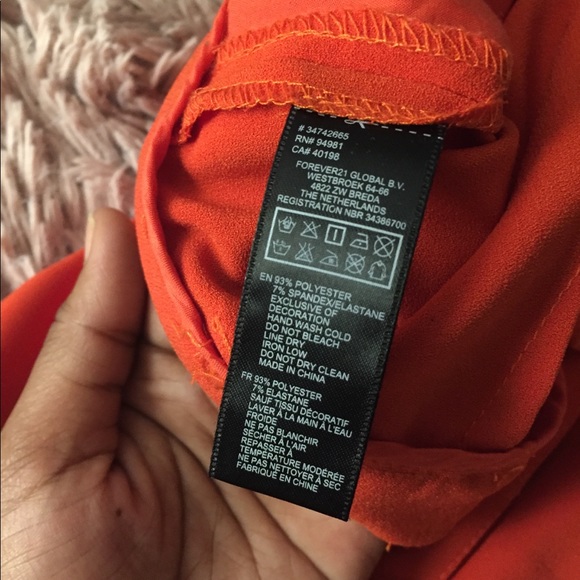 # 34742665
RN# 94981
CA# 40198
FOREVER21 GLOBAL B.V.
WESTBROEK 64-66
4822 ZW BREDA
THE NETHERLANDS
REGISTRATION NBR 34386700
EN 93% POLYESTER
7% SPANDEX/ELASTANE
EXCLUSIVE OF
DECORATION
HAND WASH COLD
DO NOT BLEACH
LINE DRY
IRON LOW
DO NOT DRY CLEAN
MADE IN CHINA
FR 93% POLYESTER
7% ELASTANE
SAUF TISSU DÉCORATIF
LAVER À LA MAIN À L'EAU
FROIDE
NE PAS BLANCHIR
SÉCHER À L'AIR
REPASSER À
TEMPÉRATURE MODÉRÉE
NE PAS NETTOYER À SEC
FABRIQUÉ EN CHINE